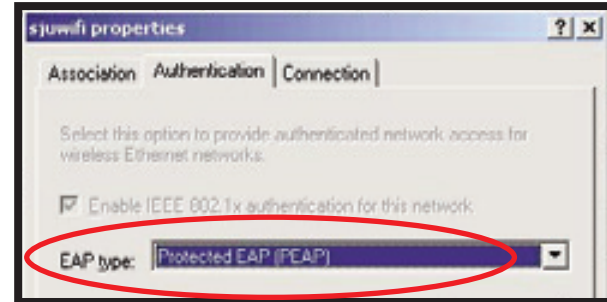 sjuwifi properties
Association Authentication Connection
Select this option to provide authenticated network access for
wireless Ethernet networks.
Enable IEEE 802.1x authentication for this network
EAP type: Protected EAP (PEAP)